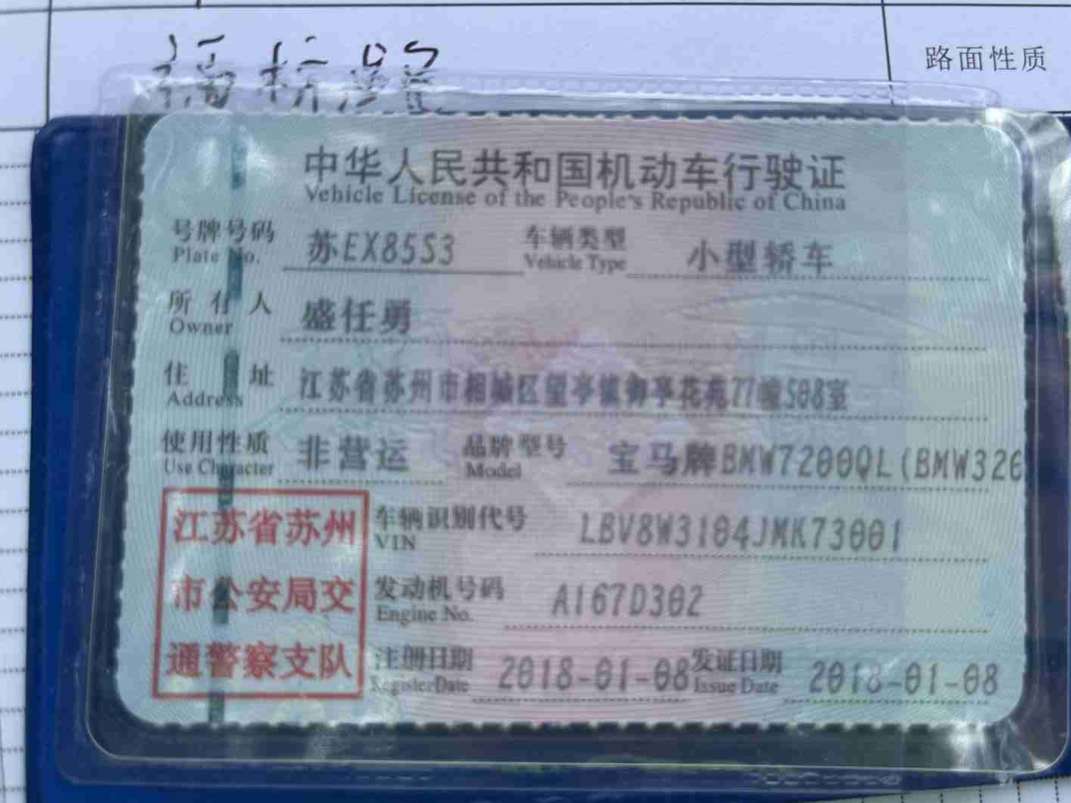 路面性质
中华人民共和国机动车行驶证
Vehicle License of the People's Republic of China
号牌号码 苏EX85S3 车辆类型 小型轿车
Plate No. Vehicle Type
所有人 盛任勇
Owner
住址 江苏省苏州市相城区望亭镇御亭花苑77幢508室
Address
使用性质 非营运 品牌型号 宝马牌BMW7200QL(BMW320
Use Character Model
江苏省苏州 车辆识别代号 LBV8W3104JMK73001
VIN
市公安局交 发动机号码 A167D302
Engine No.
通警察支队 注册日期 2018-01-08 发证日期 2018-01-08
Register Date Issue Date